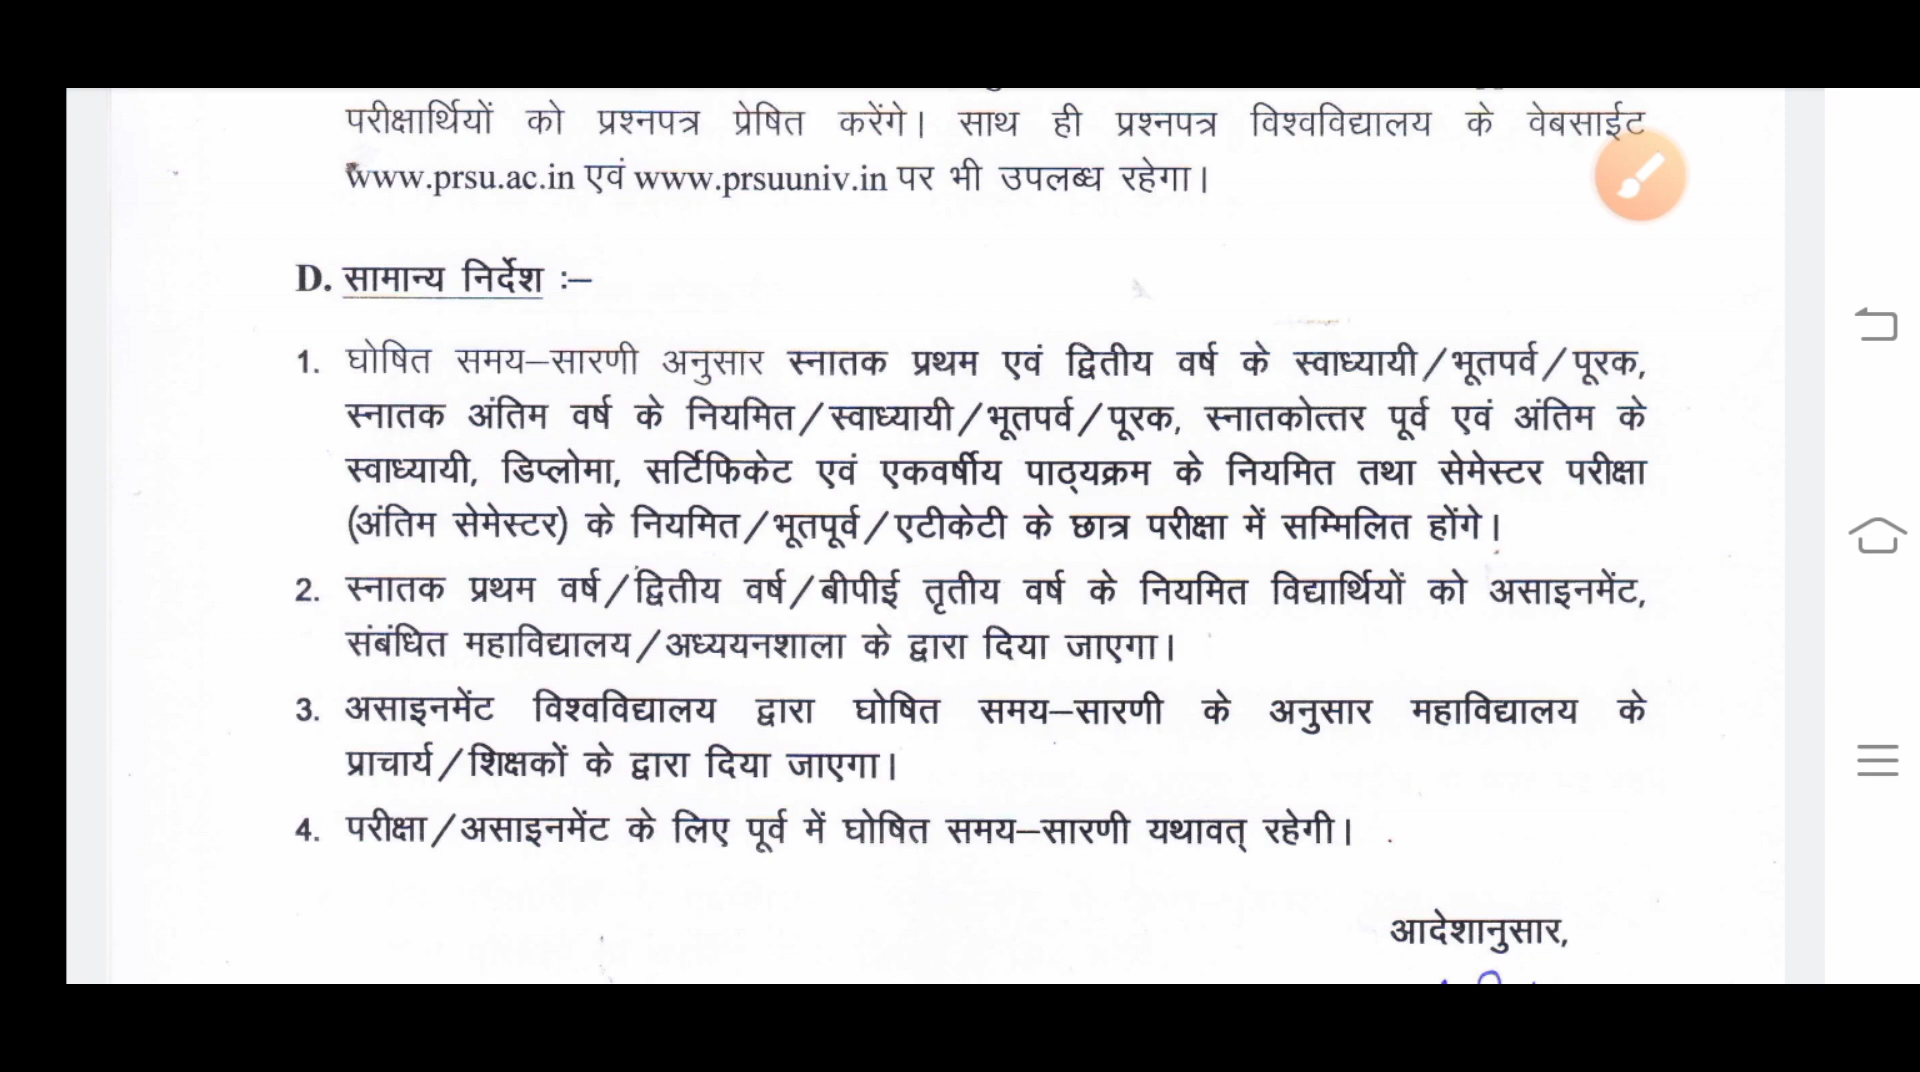 परीक्षार्थियों को प्रश्नपत्र प्रेषित करेंगे। साथ ही प्रश्नपत्र विश्वविद्यालय के वेबसाईट
www.prsu.ac.in एवं www.prsuuniv.in पर भी उपलब्ध रहेगा।
D. सामान्य निर्देश :–
1. घोषित समय–सारणी अनुसार स्नातक प्रथम एवं द्वितीय वर्ष के स्वाध्यायी/भूतपर्व/पूरक,
स्नातक अंतिम वर्ष के नियमित/स्वाध्यायी/भूतपर्व/पूरक, स्नातकोत्तर पूर्व एवं अंतिम के
स्वाध्यायी, डिप्लोमा, सर्टिफिकेट एवं एकवर्षीय पाठ्यक्रम के नियमित तथा सेमेस्टर परीक्षा
(अंतिम सेमेस्टर) के नियमित/भूतपूर्व/एटीकेटी के छात्र परीक्षा में सम्मिलित होंगे।
2. स्नातक प्रथम वर्ष/द्वितीय वर्ष/बीपीई तृतीय वर्ष के नियमित विद्यार्थियों को असाइनमेंट,
संबंधित महाविद्यालय/अध्ययनशाला के द्वारा दिया जाएगा।
3. असाइनमेंट विश्वविद्यालय द्वारा घोषित समय–सारणी के अनुसार महाविद्यालय के
प्राचार्य/शिक्षकों के द्वारा दिया जाएगा।
4. परीक्षा/असाइनमेंट के लिए पूर्व में घोषित समय–सारणी यथावत् रहेगी।
आदेशानुसार,